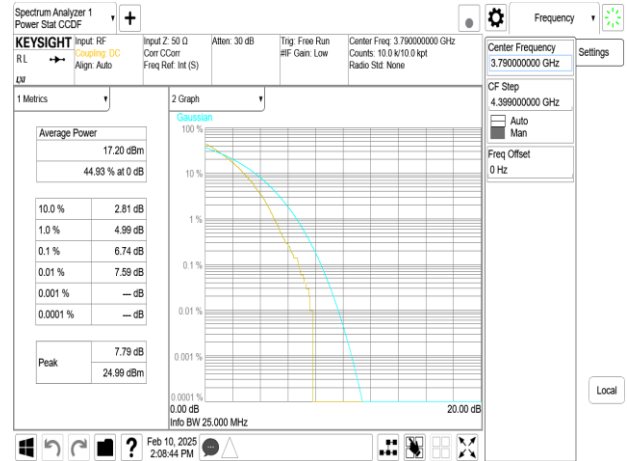 Spectrum Analyzer 1
Power Stat CCDF
+
Frequency
KEYSIGHT
RL
Input: RF
Coupling: DC
Align: Auto
Input Z: 50 Ω
Corr CCorr
Freq Ref: Int (S)
Atten: 30 dB
Trig: Free Run
#IF Gain: Low
Center Freq: 3.790000000 GHz
Counts: 10.0 k/10.0 kpt
Radio Std: None
Center Frequency
3.790000000 GHz
Settings
CF Step
4.399000000 GHz
Auto
Man
Freq Offset
0 Hz
Local
1 Metrics
Average Power
17.20 dBm
44.93 % at 0 dB
10.0 % 2.81 dB
1.0 % 4.99 dB
0.1 % 6.74 dB
0.01 % 7.59 dB
0.001 % --- dB
0.0001 % --- dB
Peak
7.79 dB
24.99 dBm
2 Graph
Gaussian
100 %
10 %
1 %
0.1 %
0.01 %
0.001 %
0.0001 %
0.00 dB 20.00 dB
Info BW 25.000 MHz
?
Feb 10, 2025
2:08:44 PM